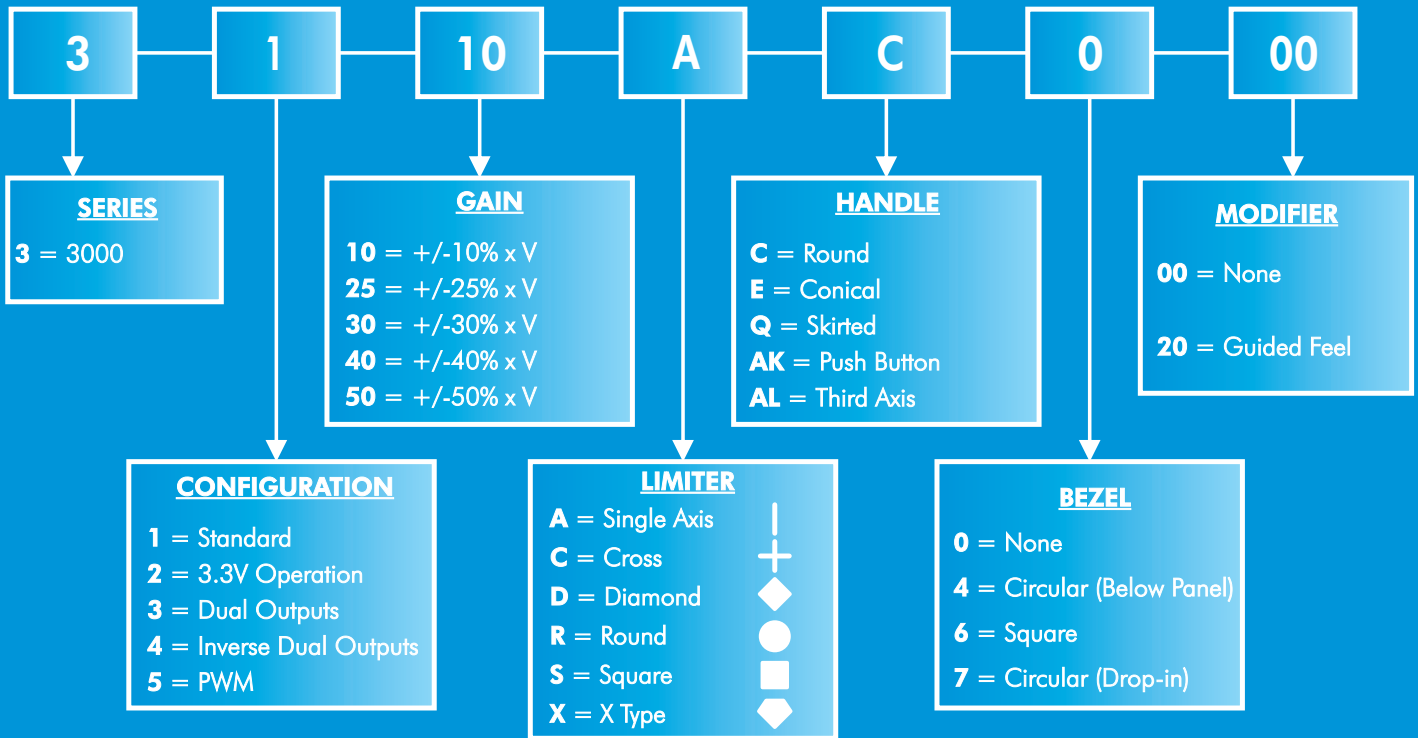 3 1 10 A C 0 00
SERIES
3 = 3000
GAIN
10 = +/-10% x V
25 = +/-25% x V
30 = +/-30% x V
40 = +/-40% x V
50 = +/-50% x V
HANDLE
C = Round
E = Conical
Q = Skirted
AK = Push Button
AL = Third Axis
MODIFIER
00 = None
20 = Guided Feel
CONFIGURATION
1 = Standard
2 = 3.3V Operation
3 = Dual Outputs
4 = Inverse Dual Outputs
5 = PWM
LIMITER
A = Single Axis
C = Cross
D = Diamond
R = Round
S = Square
X = X Type
BEZEL
0 = None
4 = Circular (Below Panel)
6 = Square
7 = Circular (Drop-in)